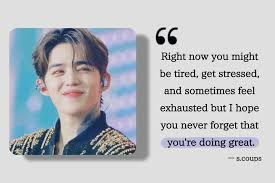 “
Right now you might
be tired, get stressed,
and sometimes feel
exhausted but I hope
you never forget that
you're doing great.
— s.coups